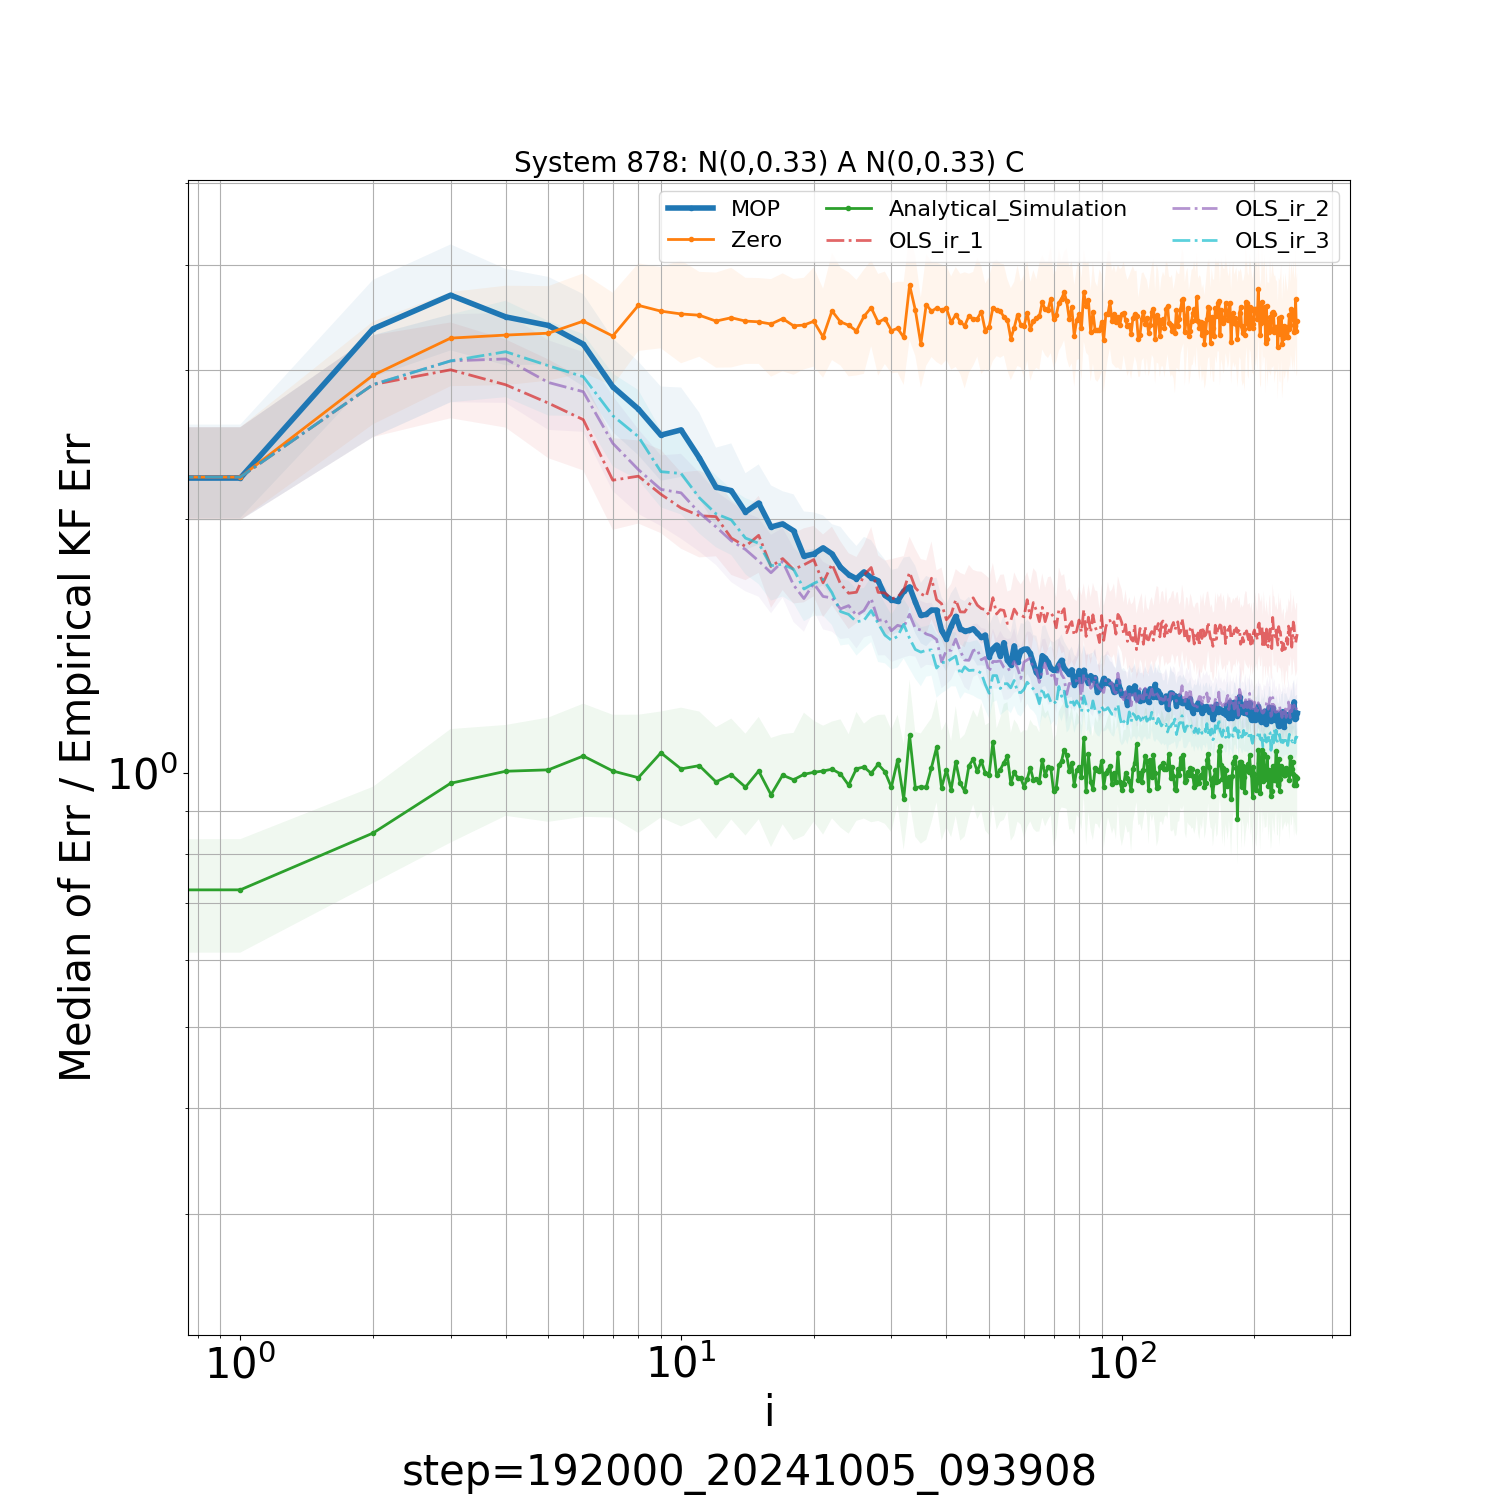 System 878: N(0,0.33) A N(0,0.33) C
MOP
Zero
Analytical_Simulation
OLS_ir_1
OLS_ir_2
OLS_ir_3
Median of Err / Empirical KF Err
10⁰
10⁰ 10¹ 10²
i
step=192000_20241005_093908